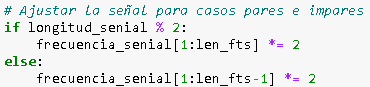 # Ajustar la señal para casos pares e impares
if longitud_senial % 2:
    frecuencia_senial[1:len_fts] *= 2
else:
    frecuencia_senial[1:len_fts-1] *= 2